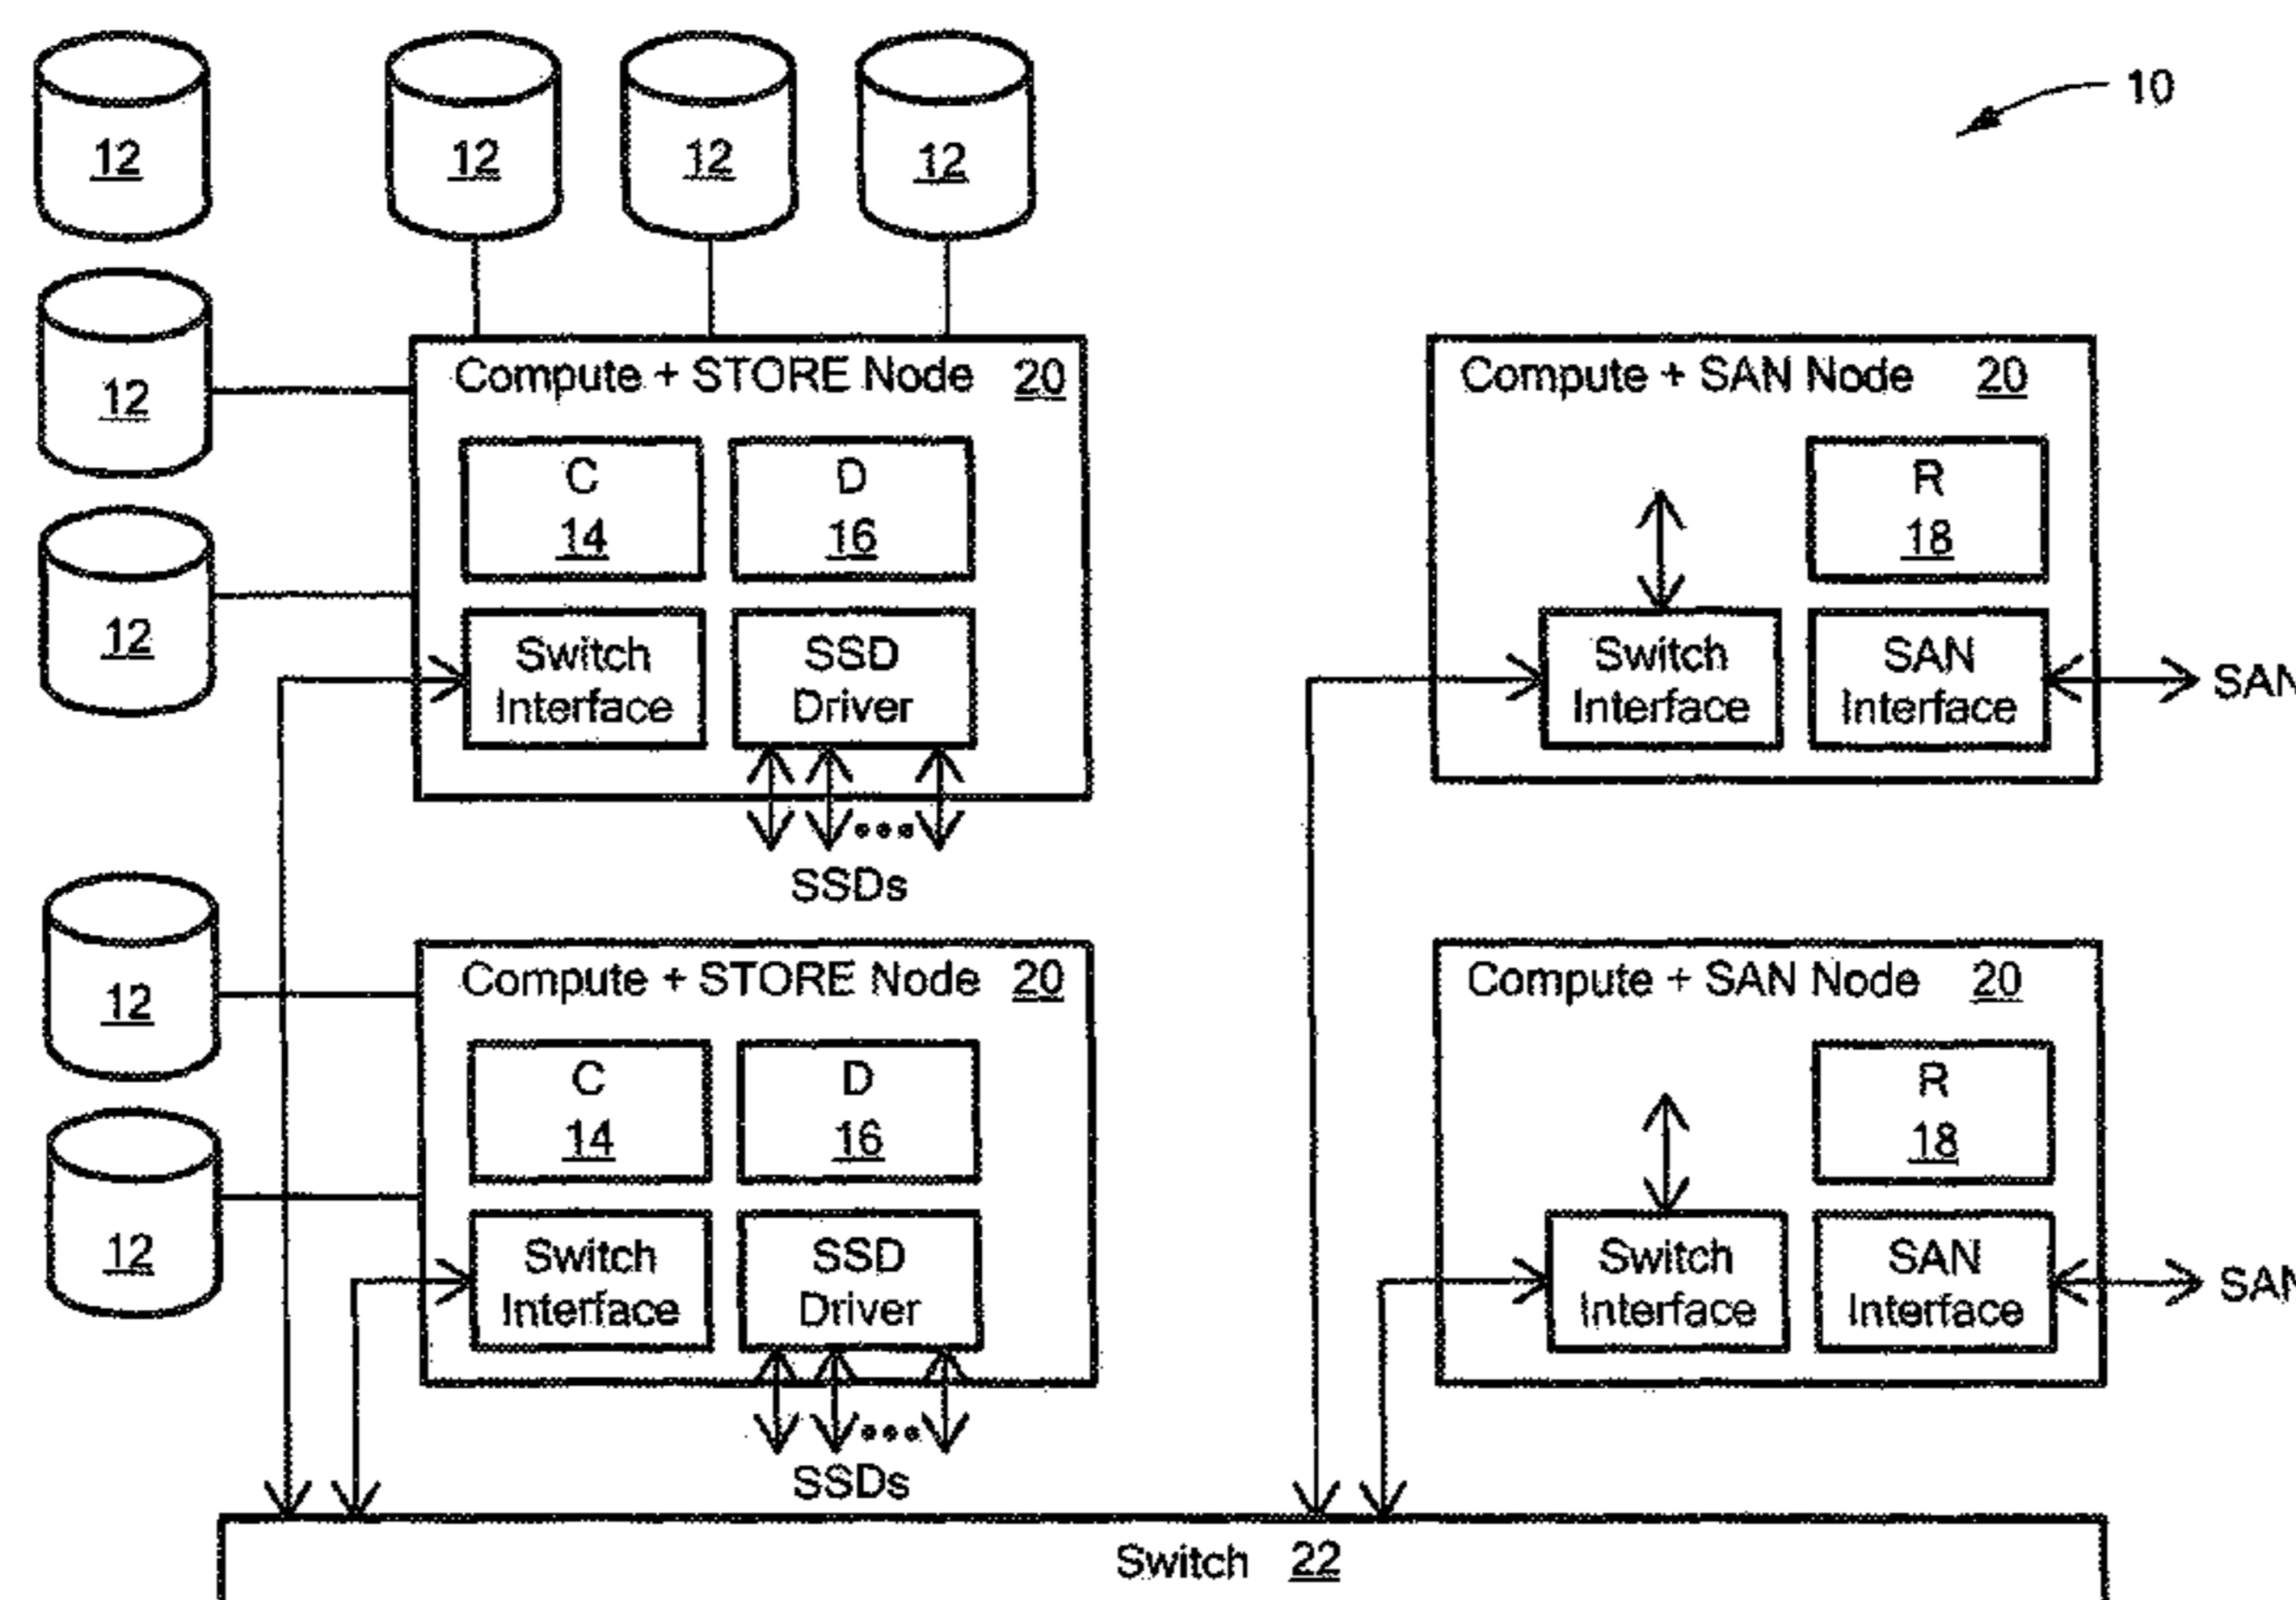 12
12
12
12
10
12
12
Compute + STORE Node 20
C
14
D
16
Switch
Interface
SSD
Driver
SSDs
Compute + SAN Node 20
R
18
Switch
Interface
SAN
Interface
SAN
12
12
Compute + STORE Node 20
C
14
D
16
Switch
Interface
SSD
Driver
SSDs
Compute + SAN Node 20
R
18
Switch
Interface
SAN
Interface
SAN
Switch 22